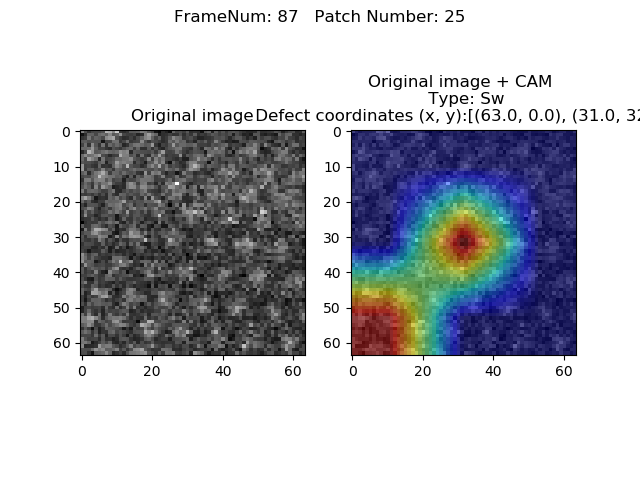 FrameNum: 87   Patch Number: 25
Original image + CAM
Type: Sw
Original image
Defect coordinates (x, y):[(63.0, 0.0), (31.0, 32
0
10
20
30
40
50
60
0 20 40 60
0
10
20
30
40
50
60
0 20 40 60